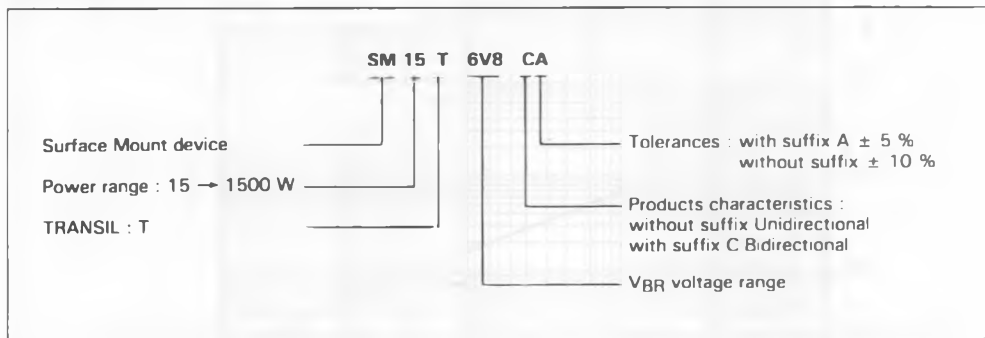 SM 15 T 6V8 CA
Surface Mount device
Power range : 15 → 1500 W
TRANSIL : T
Tolerances : with suffix A ± 5 %
without suffix ± 10 %
Products characteristics :
without suffix Unidirectional
with suffix C Bidirectional
VBR voltage range